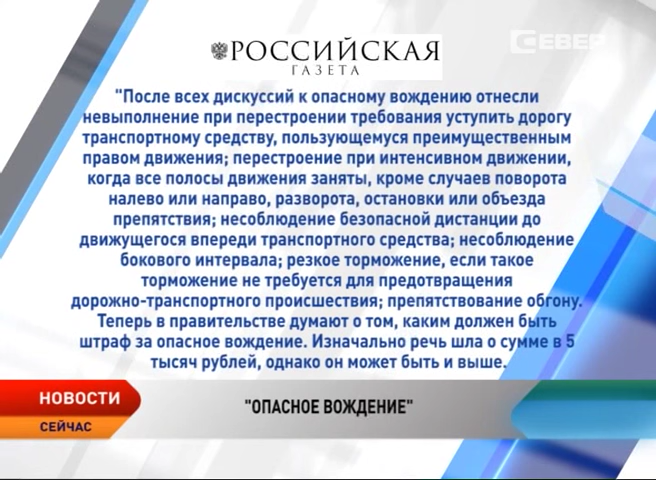 СЕВЕР
РОССИЙСКАЯ
ГАЗЕТА
"После всех дискуссий к опасному вождению отнесли
невыполнение при перестроении требования уступить дорогу
транспортному средству, пользующемуся преимущественным
правом движения; перестроение при интенсивном движении,
когда все полосы движения заняты, кроме случаев поворота
налево или направо, разворота, остановки или объезда
препятствия; несоблюдение безопасной дистанции до
движущегося впереди транспортного средства; несоблюдение
бокового интервала; резкое торможение, если такое
торможение не требуется для предотвращения
дорожно-транспортного происшествия; препятствование обгону.
Теперь в правительстве думают о том, каким должен быть
штраф за опасное вождение. Изначально речь шла о сумме в 5
тысяч рублей, однако он может быть и выше.
НОВОСТИ
"ОПАСНОЕ ВОЖДЕНИЕ"
СЕЙЧАС